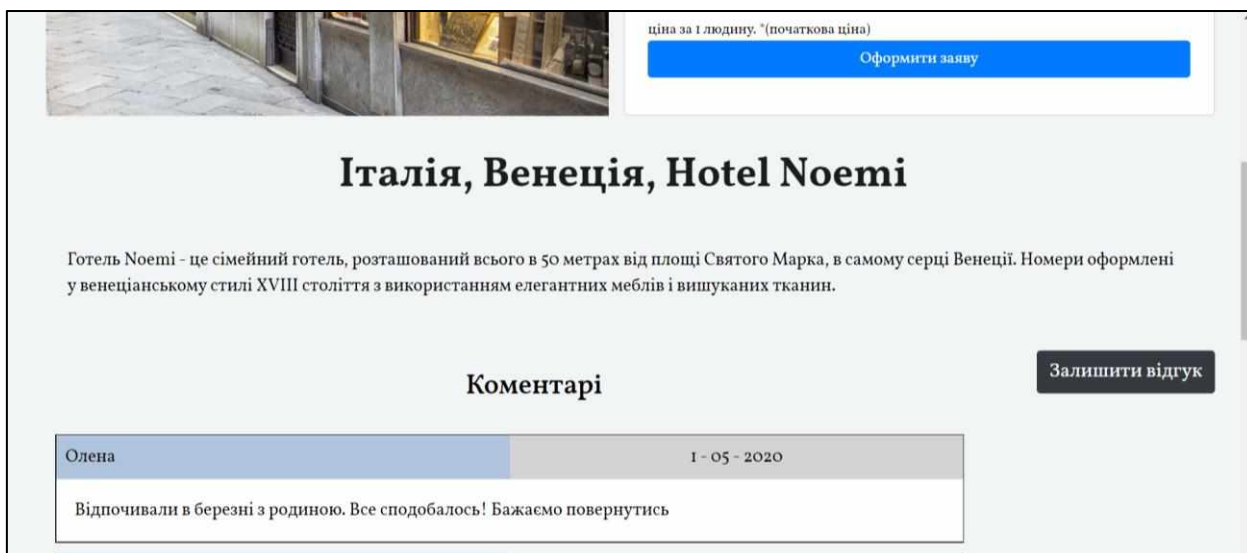 ціна за 1 людину. *(початкова ціна)
Оформити заяву
Італія, Венеція, Hotel Noemi
Готель Noemi - це сімейний готель, розташований всього в 50 метрах від площі Святого Марка, в самому серці Венеції. Номери оформлені
у венеціанському стилі XVIII століття з використанням елегантних меблів і вишуканих тканин.
Залишити відгук
Коментарі
Олена 1 - 05 - 2020
Відпочивали в березні з родиною. Все сподобалось! Бажаємо повернутись